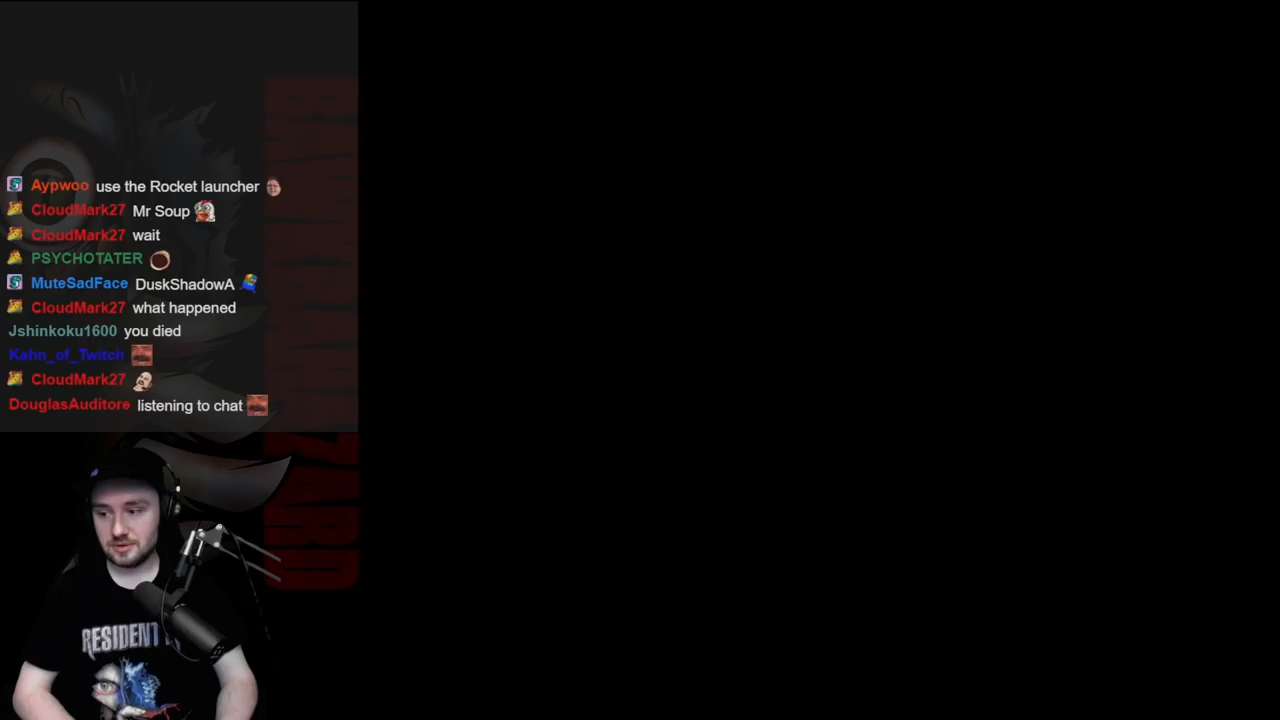 Aypwoo use the Rocket launcher
CloudMark27 Mr Soup
CloudMark27 wait
PSYCHOTATER
MuteSadFace DuskShadowA
CloudMark27 what happened
Jshinkoku1600 you died
Kahn_of_Twitch
CloudMark27
DouglasAuditore listening to chat
RESIDENT